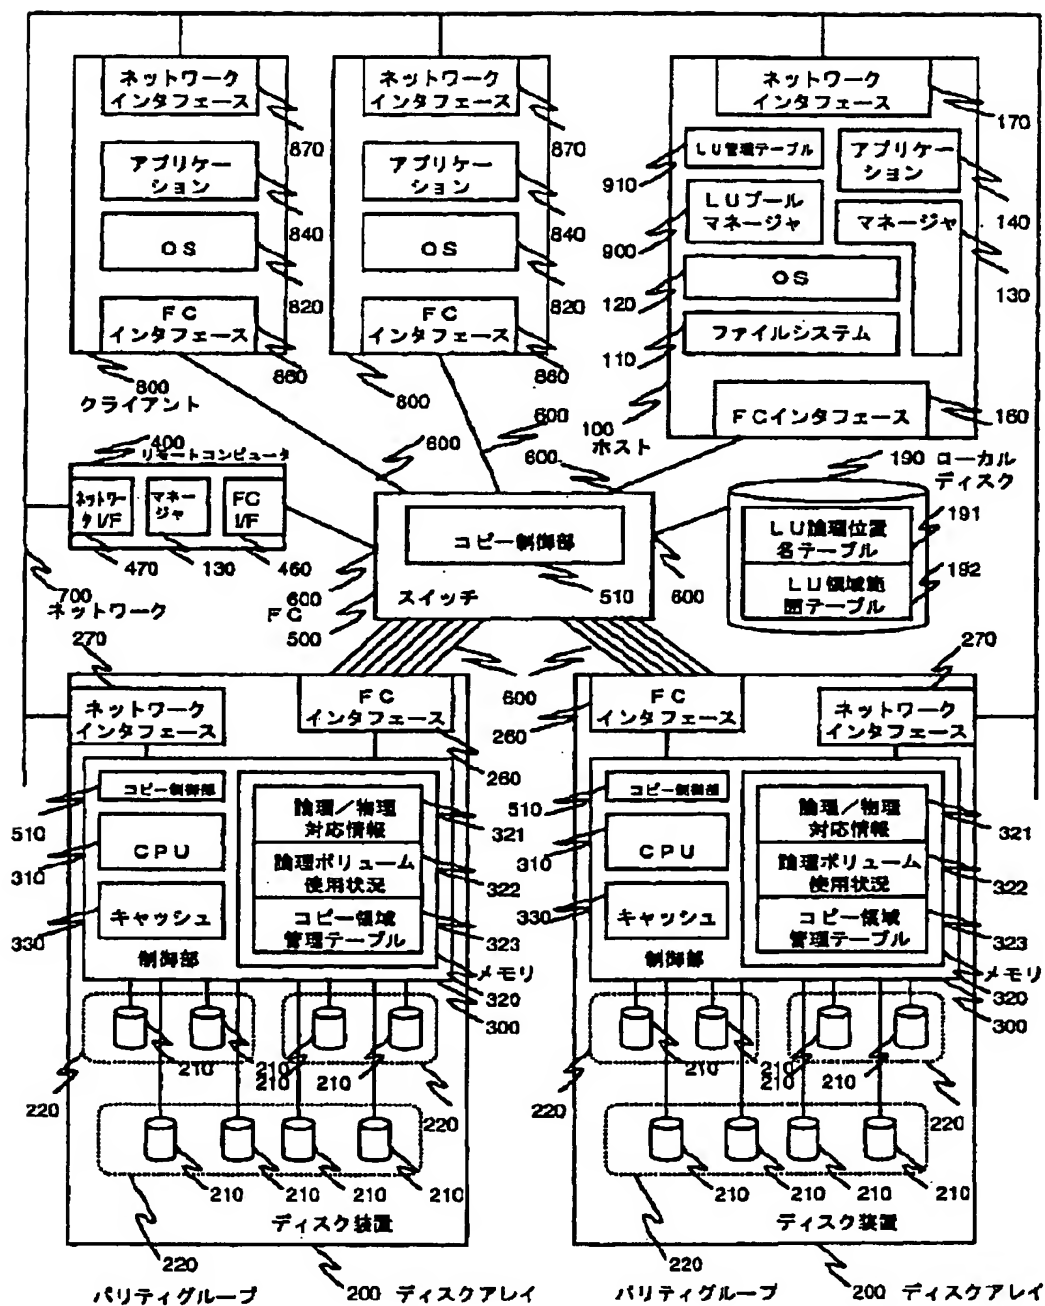 ネットワーク
インタフェース
870
アプリケー
ション
840
OS
820
FC
インタフェース
860
800
クライアント
ネットワーク
インタフェース
870
アプリケー
ション
840
OS
820
FC
インタフェース
860
800
ネットワーク
インタフェース
170
LU管理テーブル
910
アプリケー
ション
140
LUプール
マネージャ
900
マネージャ
130
OS
120
ファイルシステム
110
FCインタフェース
160
100
ホスト
600
600
600
400
リモートコンピュータ
ネットワー
クI/F
マネー
ジャ
FC
I/F
470
130
460
700
ネットワーク
コピー制御部
510
スイッチ
600
FC
500
600
190 ローカル
ディスク
LU論理位置
名テーブル
191
LU領域範
囲テーブル
192
270
ネットワーク
インタフェース
FC
インタフェース
260
600
コピー制御部
510
CPU
310
キャッシュ
330
制御部
論理／物理
対応情報
321
論理ボリューム
使用状況
322
コピー領域
管理テーブル
323
メモリ
320
300
210
210
210
210
220
220
210
210
210
210
ディスク装置
220
パリティグループ
200 ディスクアレイ
600
FC
インタフェース
260
270
ネットワーク
インタフェース
コピー制御部
510
CPU
310
キャッシュ
330
制御部
論理／物理
対応情報
321
論理ボリューム
使用状況
322
コピー領域
管理テーブル
323
メモリ
320
300
210
210
210
210
220
220
210
210
210
210
ディスク装置
220
パリティグループ
200 ディスクアレイ